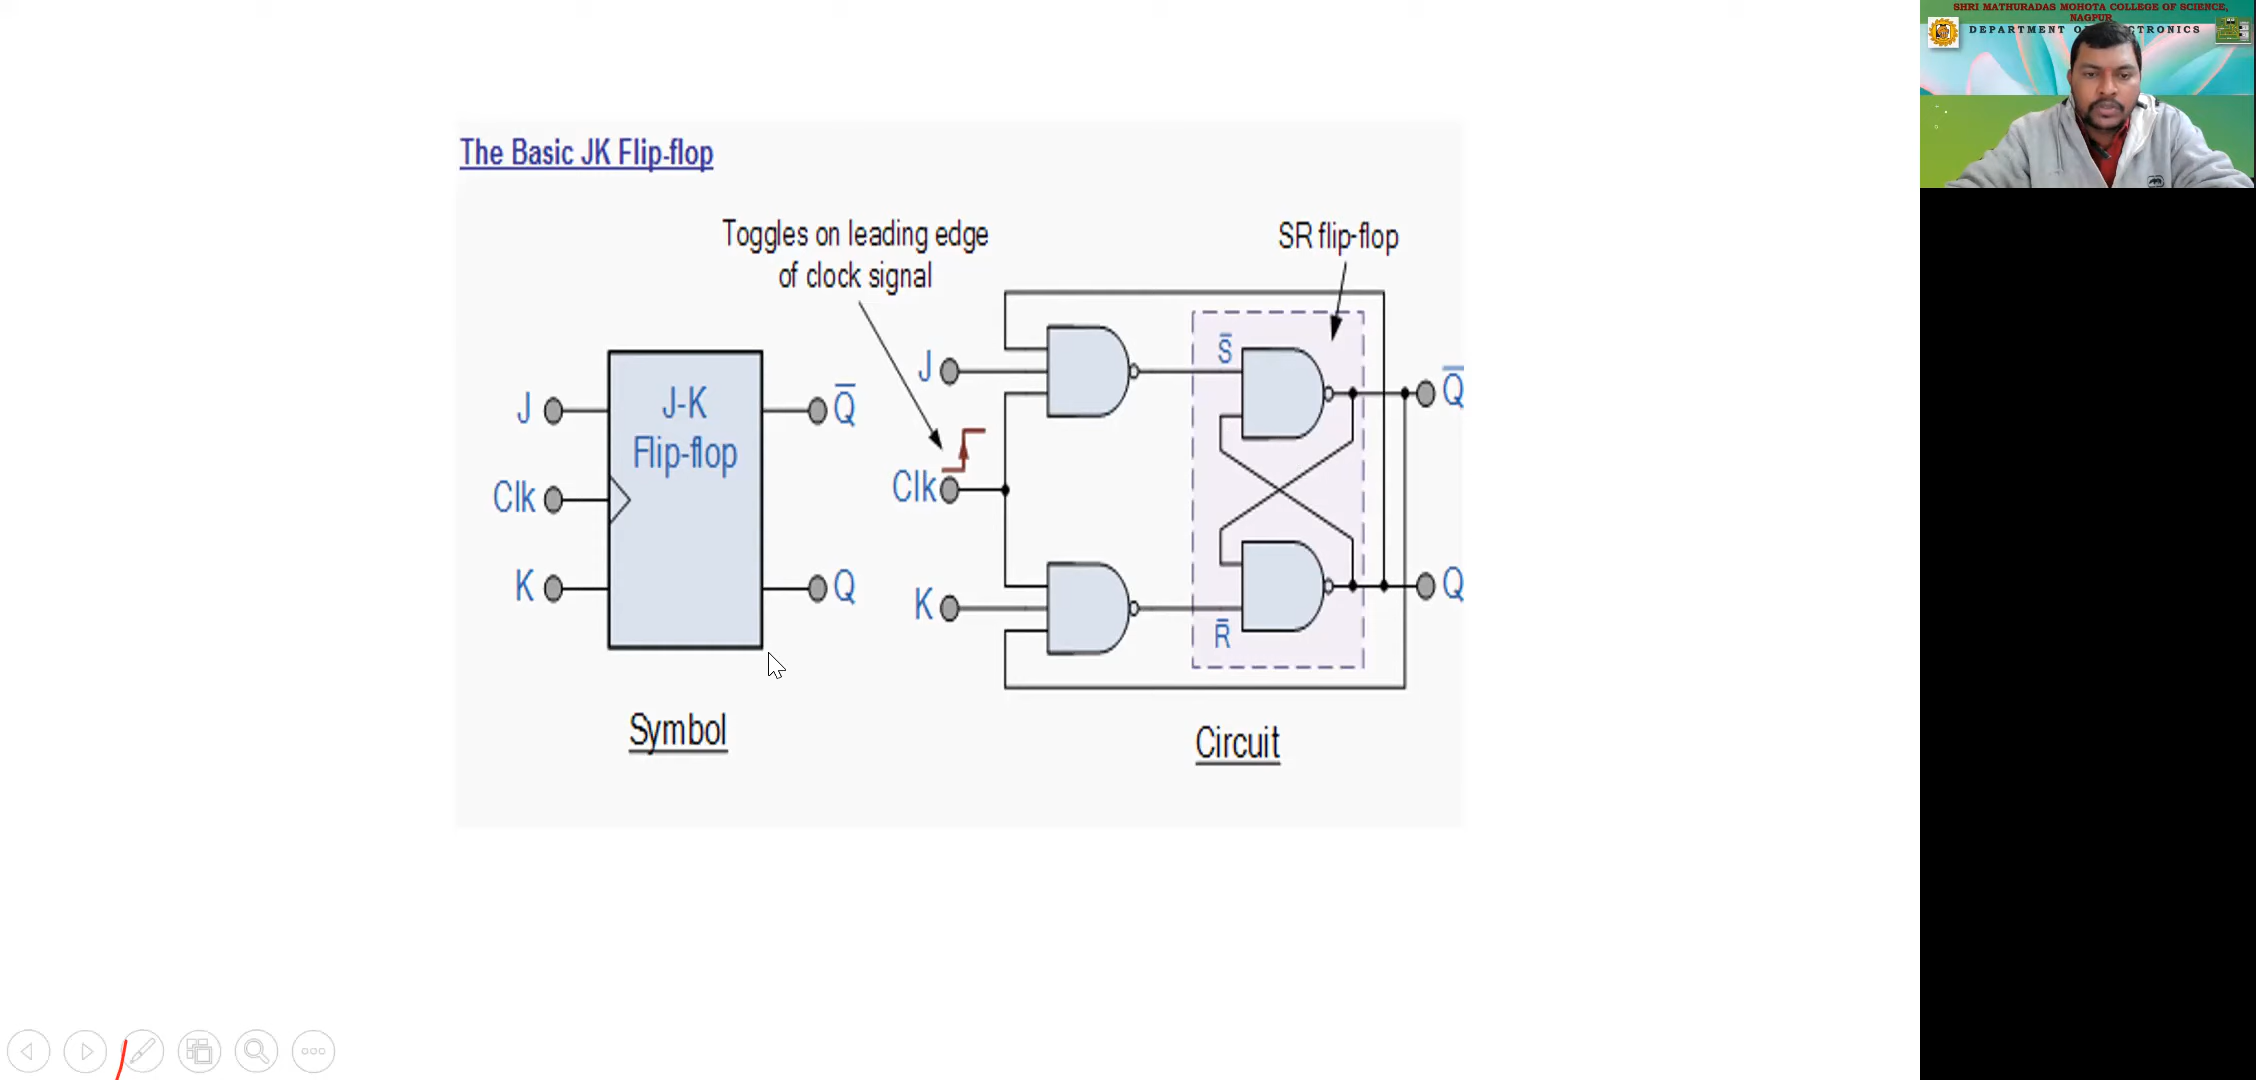 SHRI MATHURADAS MOHOTA COLLEGE OF SCIENCE,
NAGPUR
DEPARTMENT
The Basic JK Flip-flop
Toggles on leading edge
of clock signal
SR flip-flop
J
Clk
K
J-K
Flip-flop
Q̅
Q
J
Clk
K
S̅
R̅
Q̅
Q
Symbol
Circuit